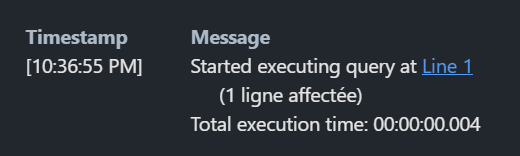 Timestamp Message
[10:36:55 PM] Started executing query at Line 1
(1 ligne affectée)
Total execution time: 00:00:00.004